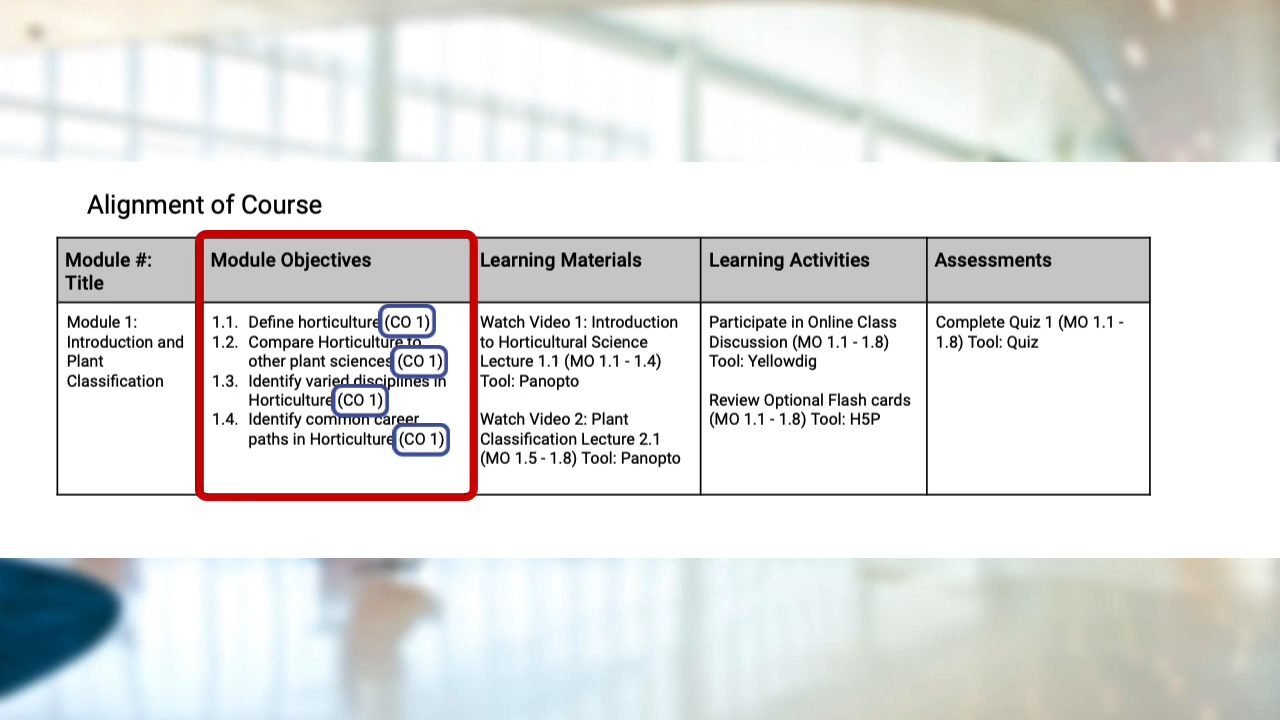 Alignment of Course
Module #:
Title
Module Objectives
Learning Materials
Learning Activities
Assessments
Module 1:
Introduction and
Plant
Classification
1.1. Define horticulture (CO 1)
1.2. Compare Horticulture to
other plant sciences (CO 1)
1.3. Identify varied disciplines in
Horticulture (CO 1)
1.4. Identify common career
paths in Horticulture (CO 1)
Watch Video 1: Introduction
to Horticultural Science
Lecture 1.1 (MO 1.1 - 1.4)
Tool: Panopto
Watch Video 2: Plant
Classification Lecture 2.1
(MO 1.5 - 1.8) Tool: Panopto
Participate in Online Class
Discussion (MO 1.1 - 1.8)
Tool: Yellowdig
Review Optional Flash cards
(MO 1.1 - 1.8) Tool: H5P
Complete Quiz 1 (MO 1.1 -
1.8) Tool: Quiz